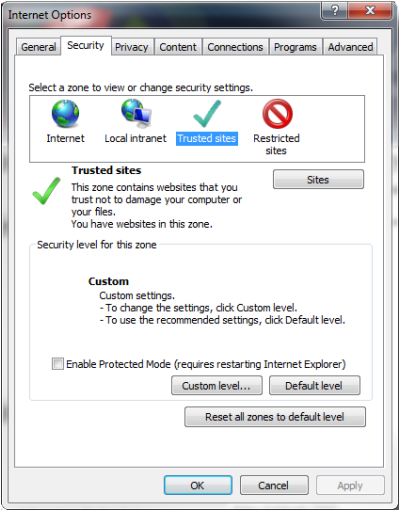 Internet Options
General Security Privacy Content Connections Programs Advanced
Select a zone to view or change security settings.
Internet Local intranet Trusted sites Restricted
sites
Trusted sites
Sites
This zone contains websites that you
trust not to damage your computer or
your files.
You have websites in this zone.
Security level for this zone
Custom
Custom settings.
- To change the settings, click Custom level.
- To use the recommended settings, click Default level.
Enable Protected Mode (requires restarting Internet Explorer)
Custom level... Default level
Reset all zones to default level
OK Cancel Apply